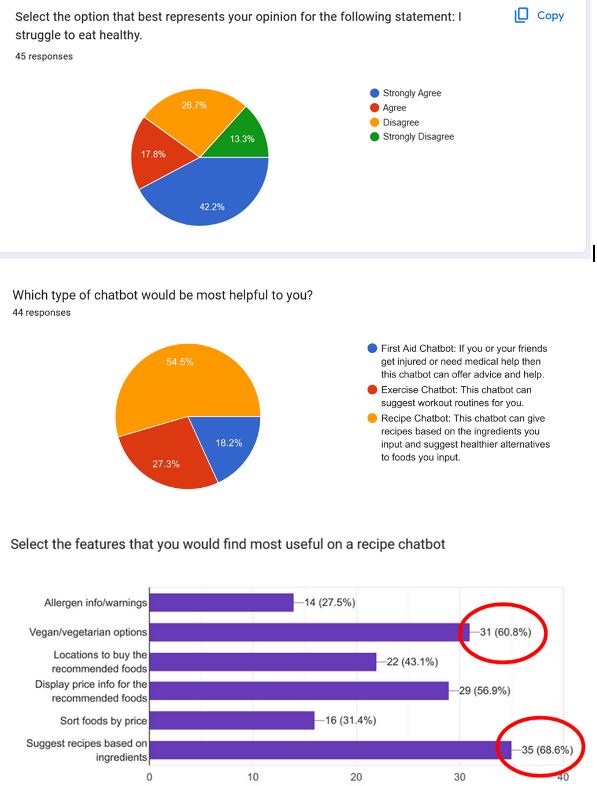 Select the option that best represents your opinion for the following statement: I
struggle to eat healthy.
Copy
45 responses
Strongly Agree
Agree
Disagree
Strongly Disagree
26.7%
13.3%
17.8%
42.2%
Which type of chatbot would be most helpful to you?
44 responses
First Aid Chatbot: If you or your friends
get injured or need medical help then
this chatbot can offer advice and help.
Exercise Chatbot: This chatbot can
suggest workout routines for you.
Recipe Chatbot: This chatbot can give
recipes based on the ingredients you
input and suggest healthier alternatives
to foods you input.
54.5%
18.2%
27.3%
Select the features that you would find most useful on a recipe chatbot
Allergen info/warnings
14 (27.5%)
Vegan/vegetarian options
31 (60.8%)
Locations to buy the
recommended foods
22 (43.1%)
Display price info for the
recommended foods
29 (56.9%)
Sort foods by price
16 (31.4%)
Suggest recipes based on
ingredients
35 (68.6%)
0 10 20 30 40